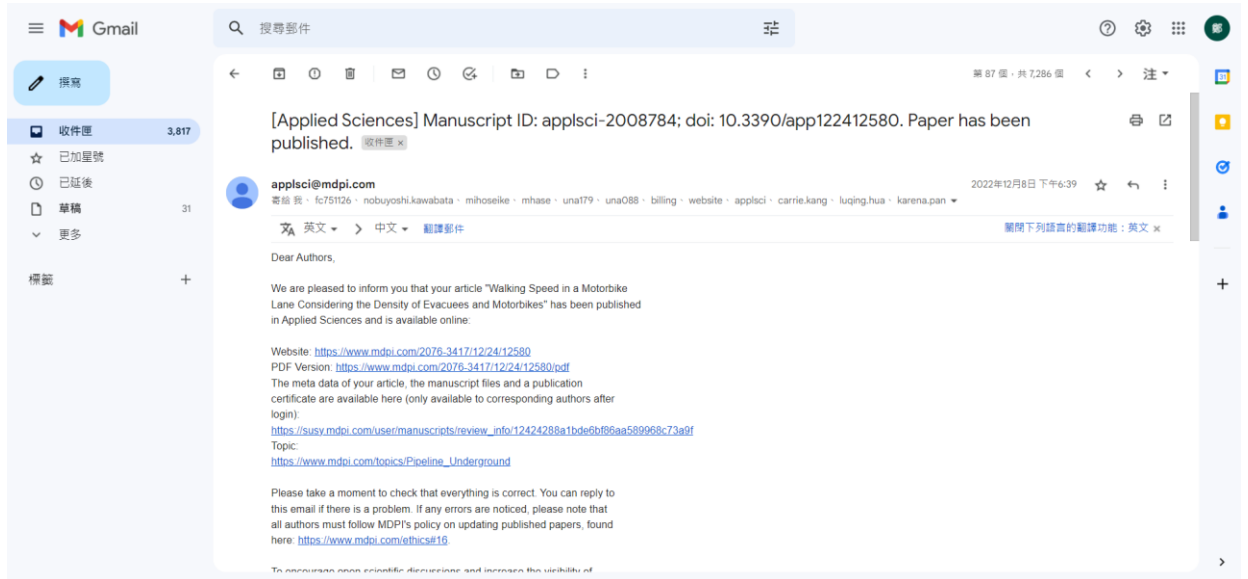 Gmail
搜尋郵件
鄭
撰寫
第 87 個，共 7,286 個
注
31
收件匣 3,817
已加星號
已延後
草稿 31
更多
標籤
[Applied Sciences] Manuscript ID: applsci-2008784; doi: 10.3390/app122412580. Paper has been
published. 收件匣 ×
applsci@mdpi.com
2022年12月8日 下午6:39
寄給 我、fc751126、nobuyoshi.kawabata、mihoseike、mhase、una179、una088、billing、website、applsci、carrie.kang、luqing.hua、karena.pan
英文 > 中文 翻譯郵件
關閉下列語言的翻譯功能：英文 ×
Dear Authors,
We are pleased to inform you that your article "Walking Speed in a Motorbike
Lane Considering the Density of Evacuees and Motorbikes" has been published
in Applied Sciences and is available online:
Website: https://www.mdpi.com/2076-3417/12/24/12580
PDF Version: https://www.mdpi.com/2076-3417/12/24/12580/pdf
The meta data of your article, the manuscript files and a publication
certificate are available here (only available to corresponding authors after
login):
https://susy.mdpi.com/user/manuscripts/review_info/12424288a1bde6bf86aa589968c73a9f
Topic:
https://www.mdpi.com/topics/Pipeline_Underground
Please take a moment to check that everything is correct. You can reply to
this email if there is a problem. If any errors are noticed, please note that
all authors must follow MDPI's policy on updating published papers, found
here: https://www.mdpi.com/ethics#16.
To encourage open scientific discussions and increase the visibility of